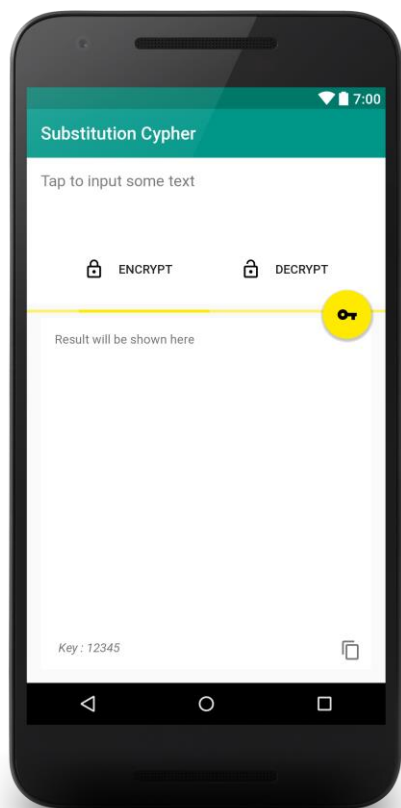 7:00
Substitution Cypher
Tap to input some text
ENCRYPT DECRYPT
Result will be shown here
Key : 12345